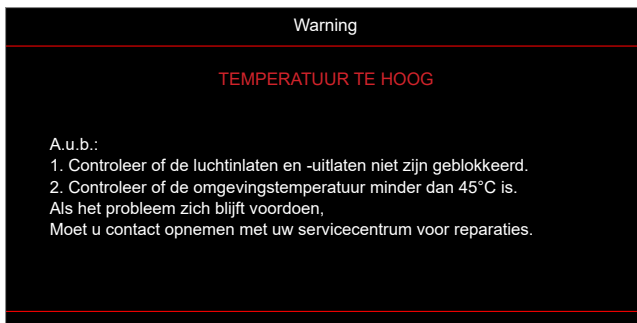 Warning
TEMPERATUUR TE HOOG
A.u.b.:
1. Controleer of de luchtinlaten en -uitlaten niet zijn geblokkeerd.
2. Controleer of de omgevingstemperatuur minder dan 45°C is.
Als het probleem zich blijft voordoen,
Moet u contact opnemen met uw servicecentrum voor reparaties.